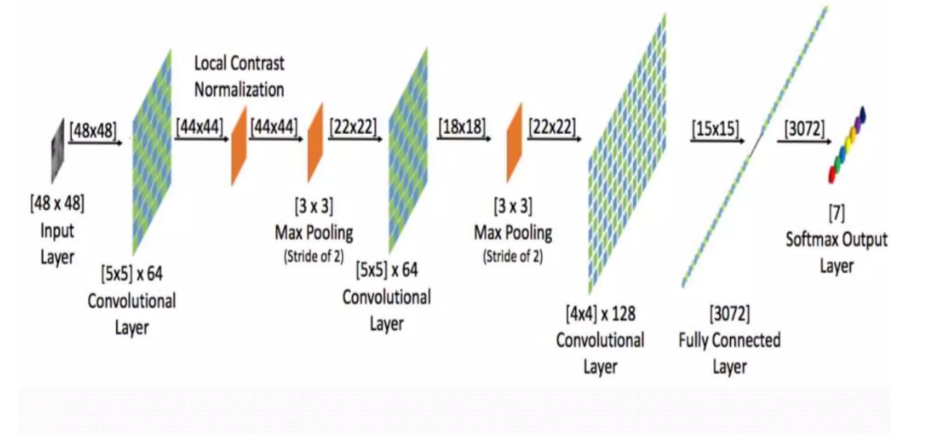 Local Contrast
Normalization
[48x48]
[44x44]
[44x44]
[22x22]
[18x18]
[22x22]
[15x15]
[3072]
[48 x 48]
Input
Layer
[5x5] x 64
Convolutional
Layer
[3 x 3]
Max Pooling
(Stride of 2)
[5x5] x 64
Convolutional
Layer
[3 x 3]
Max Pooling
(Stride of 2)
[4x4] x 128
Convolutional
Layer
[3072]
Fully Connected
Layer
[7]
Softmax Output
Layer